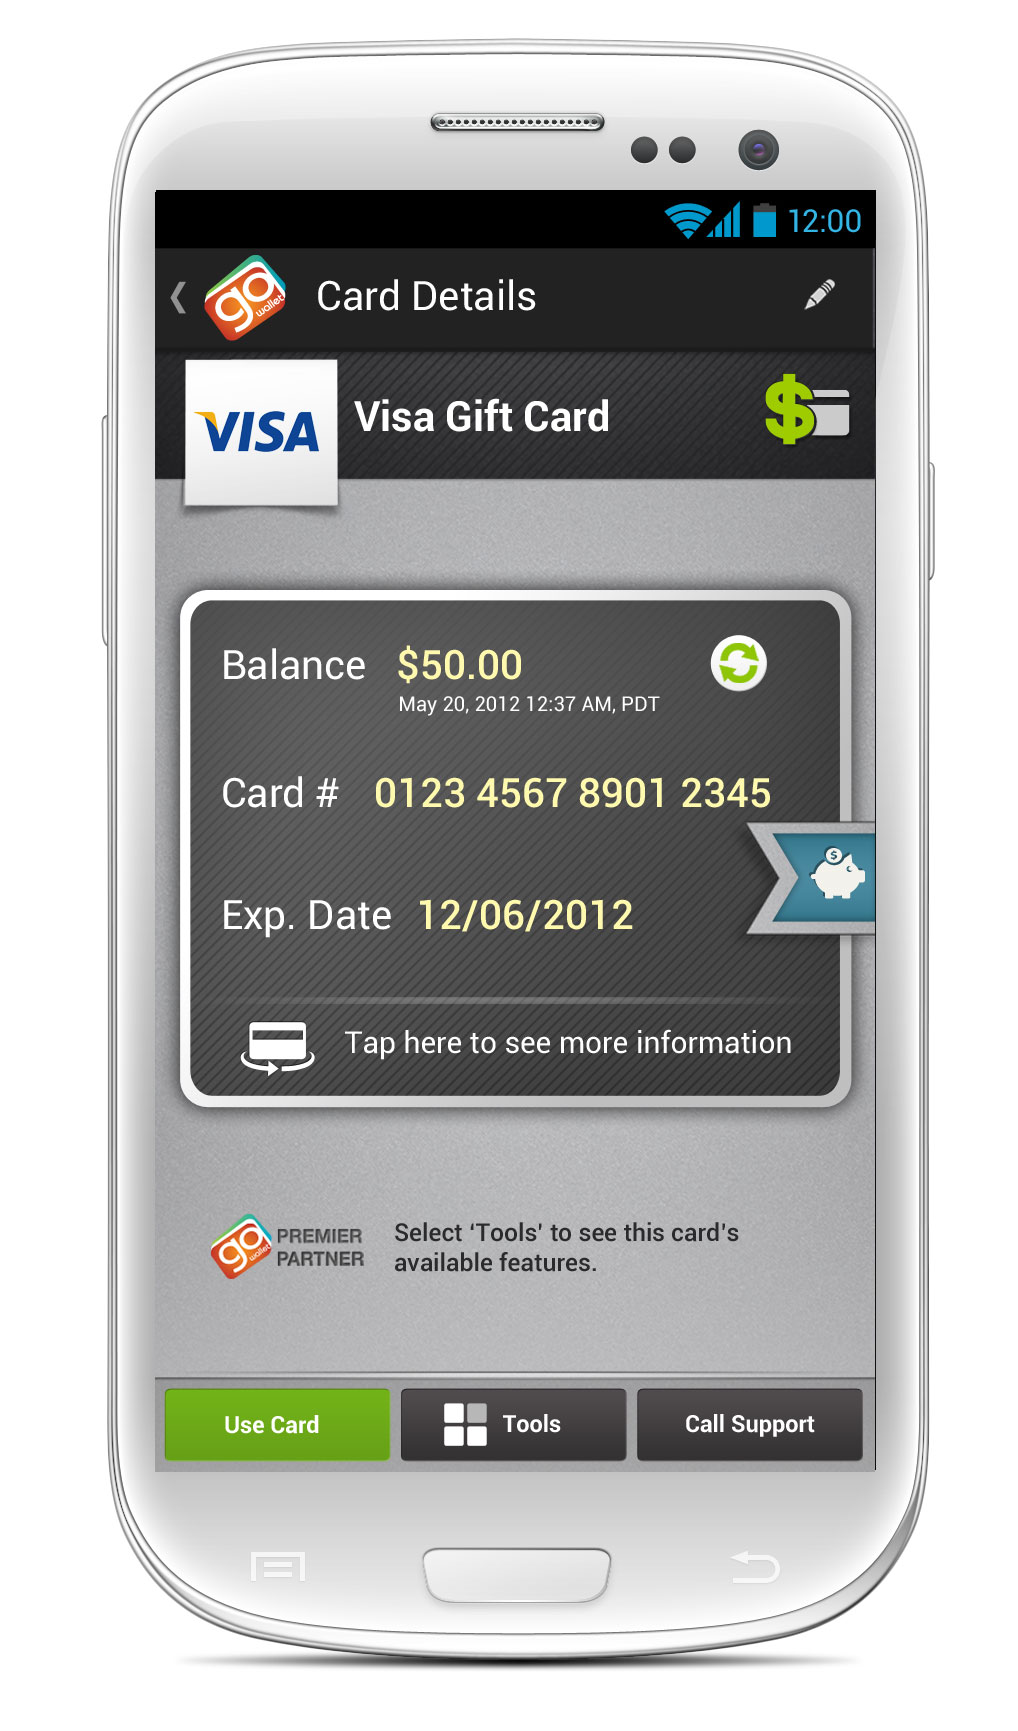 12:00
go wallet Card Details
VISA Visa Gift Card
$
Balance $50.00
May 20, 2012 12:37 AM, PDT
Card # 0123 4567 8901 2345
$
Exp. Date 12/06/2012
Tap here to see more information
go wallet PREMIER PARTNER
Select ‘Tools’ to see this card’s
available features.
Use Card Tools Call Support